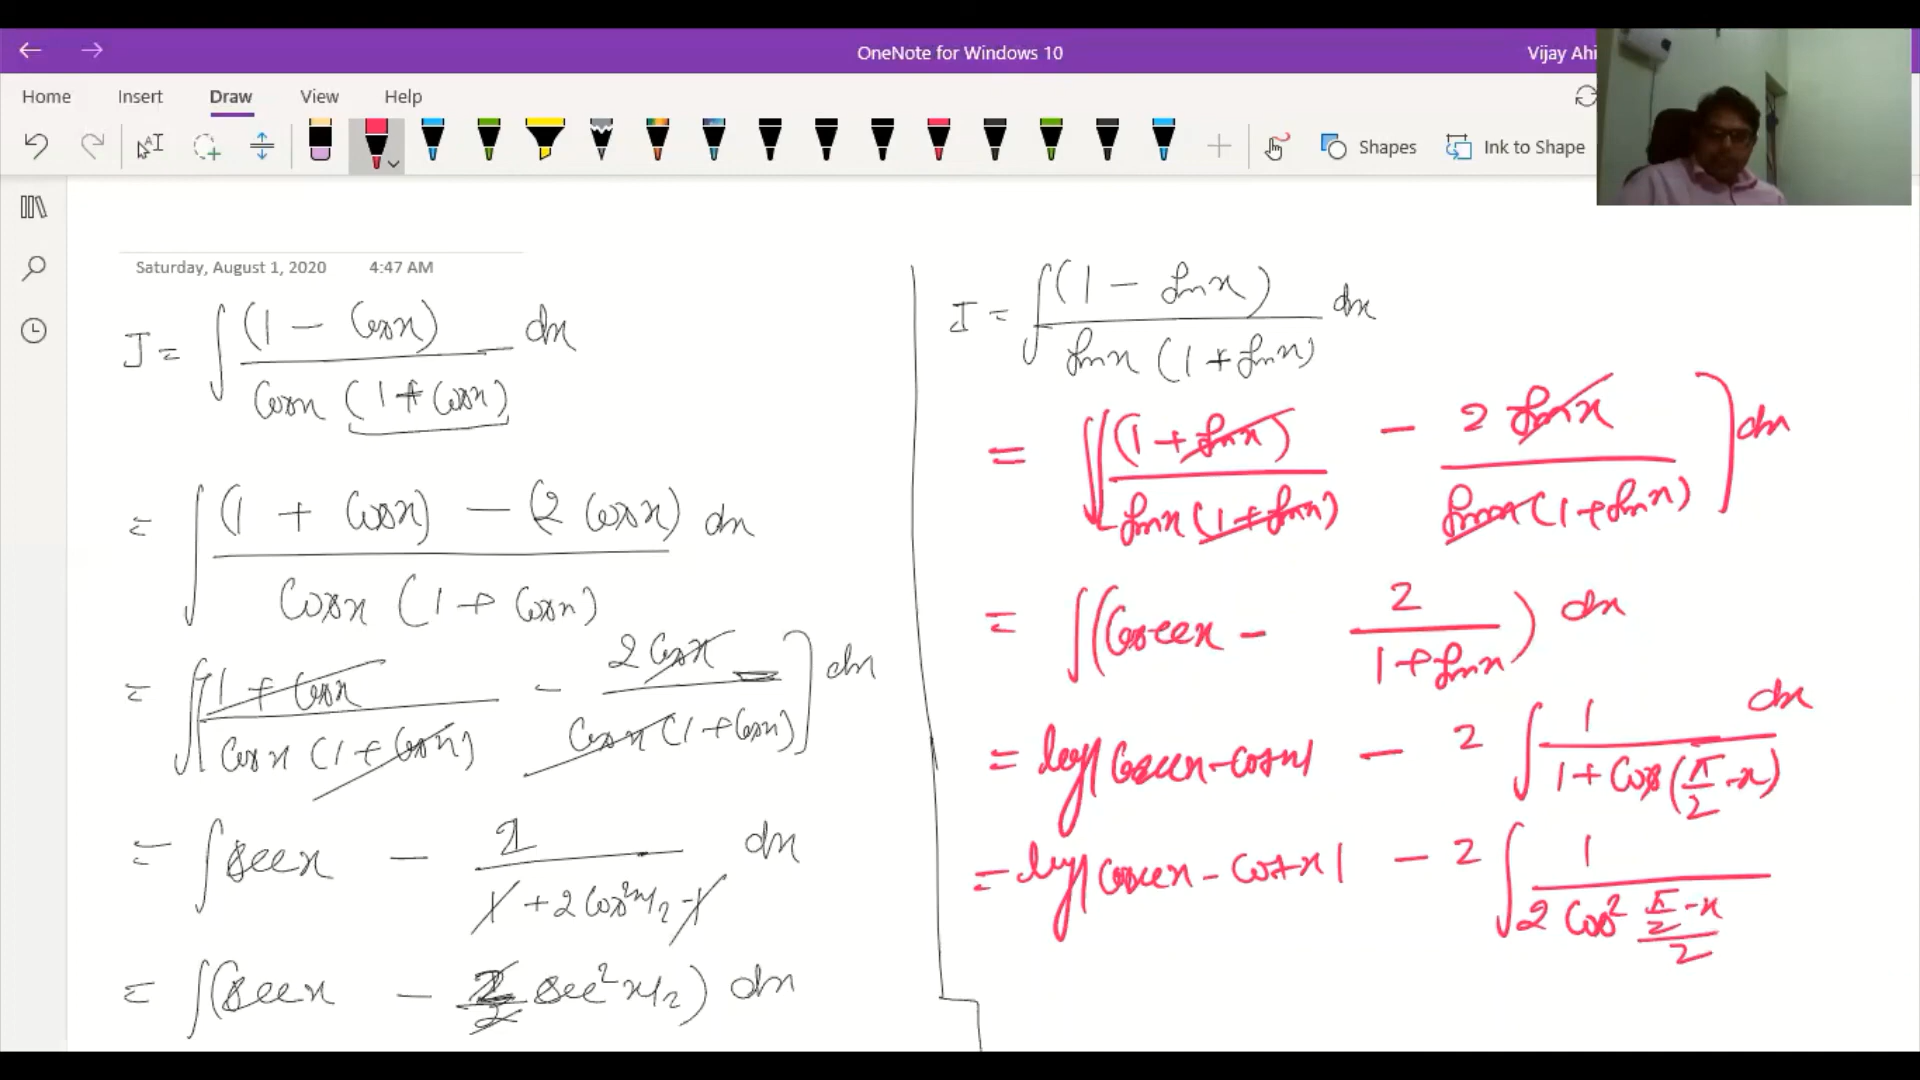 OneNote for Windows 10
Vijay Ahi
Home Insert Draw View Help
Shapes Ink to Shape
Saturday, August 1, 2020 4:47 AM
I = ∫ (1 - Cosx) / Cosx (1 + Cosx) dx
= ∫ (1 + Cosx) - (2 Cosx) / Cosx (1 + Cosx) dx
= ∫[ 1 + Cosx / Cosx (1 + Cosx) - 2 Cosx / Cosx (1 + Cosx) ] dx
= ∫ secx - 2 / 1 + 2 Cos² x/2 - 1 dx
= ∫ (secx - 2/2 sec² x/2) dx
I = ∫ (1 - Sinx) / Sinx (1 + Sinx) dx
= ∫[ (1 + Sinx) / Sinx (1 + Sinx) - 2 Sinx / Sinx (1 + Sinx) ] dx
= ∫ (Cosecx - 2 / 1 + Sinx) dx
= log|Cosecx - cotx| - 2 ∫ 1 / 1 + Cos (π/2 - x) dx
= log|Cosecx - cotx| - 2 ∫ 1 / 2 Cos² π/2 - x / 2